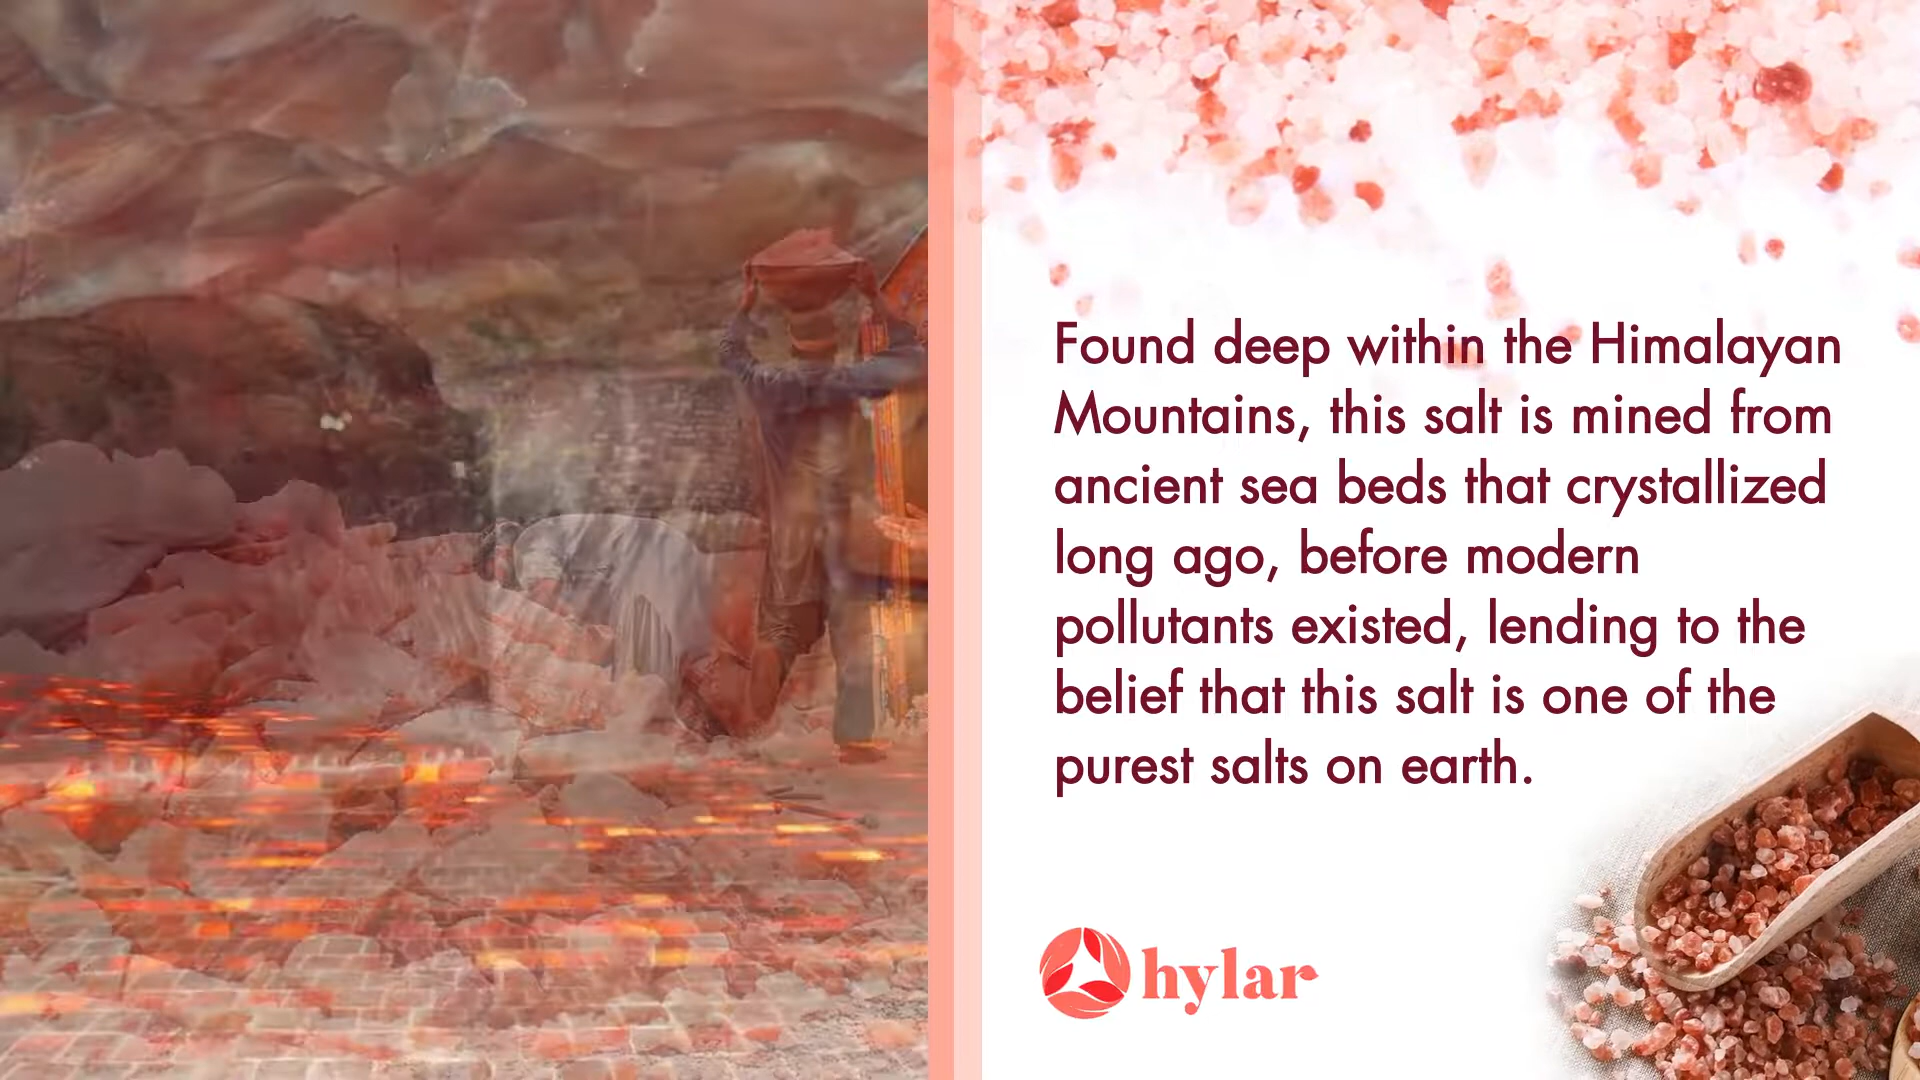 Found deep within the Himalayan
Mountains, this salt is mined from
ancient sea beds that crystallized
long ago, before modern
pollutants existed, lending to the
belief that this salt is one of the
purest salts on earth.
hylar